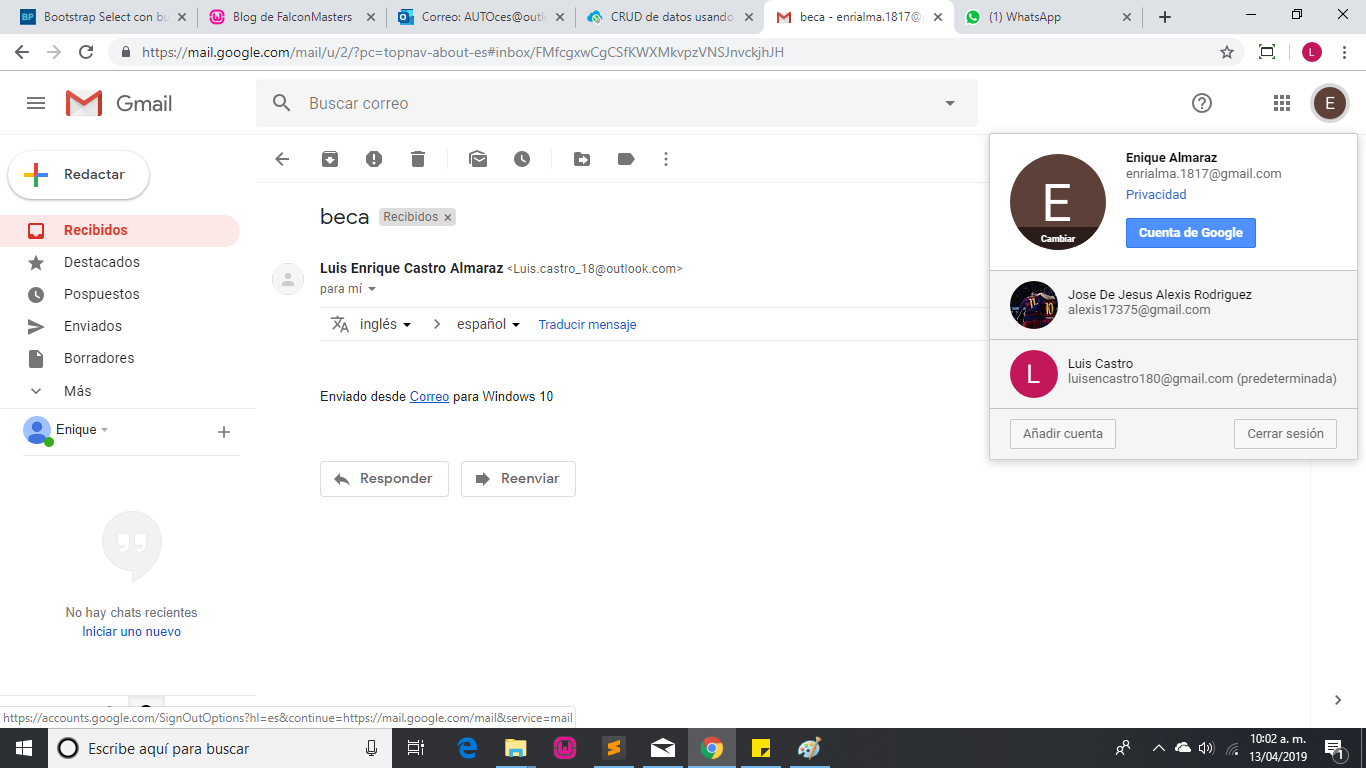 Bootstrap Select con bu
Blog de FalconMasters
Correo: AUTOces@outl
CRUD de datos usando
beca - enrialma.1817@g
(1) WhatsApp
https://mail.google.com/mail/u/2/?pc=topnav-about-es#inbox/FMfcgxwCgCSfKWXMkvpzVNSJnvckjhJH
L
Gmail
Buscar correo
E
Redactar
Recibidos
Destacados
Pospuestos
Enviados
Borradores
Más
Enique
No hay chats recientes
Iniciar uno nuevo
beca Recibidos x
Luis Enrique Castro Almaraz <Luis.castro_18@outlook.com>
para mí
inglés > español Traducir mensaje
Enviado desde Correo para Windows 10
Responder Reenviar
E
Cambiar
Enique Almaraz
enrialma.1817@gmail.com
Privacidad
Cuenta de Google
Jose De Jesus Alexis Rodriguez
alexis17375@gmail.com
L
Luis Castro
luisencastro180@gmail.com (predeterminada)
Añadir cuenta Cerrar sesión
https://accounts.google.com/SignOutOptions?hl=es&continue=https://mail.google.com/mail&service=mail
Escribe aquí para buscar
10:02 a. m.
13/04/2019
1